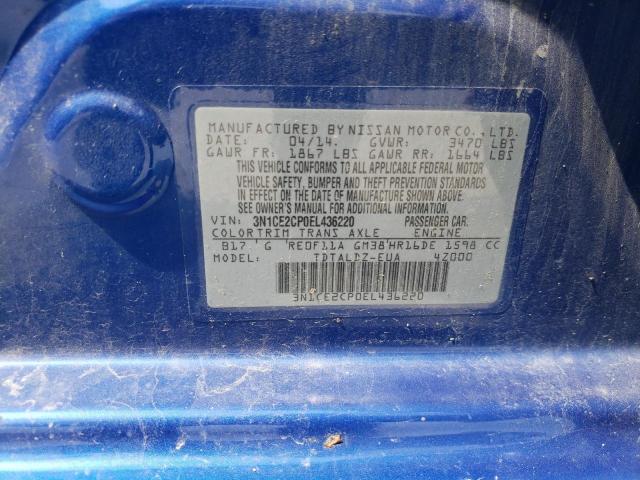 MANUFACTURED BY NISSAN MOTOR CO., LTD.
DATE: 04/14. GVWR: 3470 LBS
GAWR FR: 1867 LBS GAWR RR: 1664 LBS
THIS VEHICLE CONFORMS TO ALL APPLICABLE FEDERAL MOTOR
VEHICLE SAFETY, BUMPER AND THEFT PREVENTION STANDARDS
IN EFFECT ON THE DATE OF MANUFACTURE SHOWN ABOVE.
SEE OWNER'S MANUAL FOR ADDITIONAL INFORMATION.
VIN: 3N1CE2CP0EL436220 PASSENGER CAR.
COLOR TRIM TRANS AXLE ENGINE
B17 G RE0F11A GM38 HR16DE 1598 CC
MODEL: TDTALDZ-EUA 4Z000
3N1CE2CP0EL436220